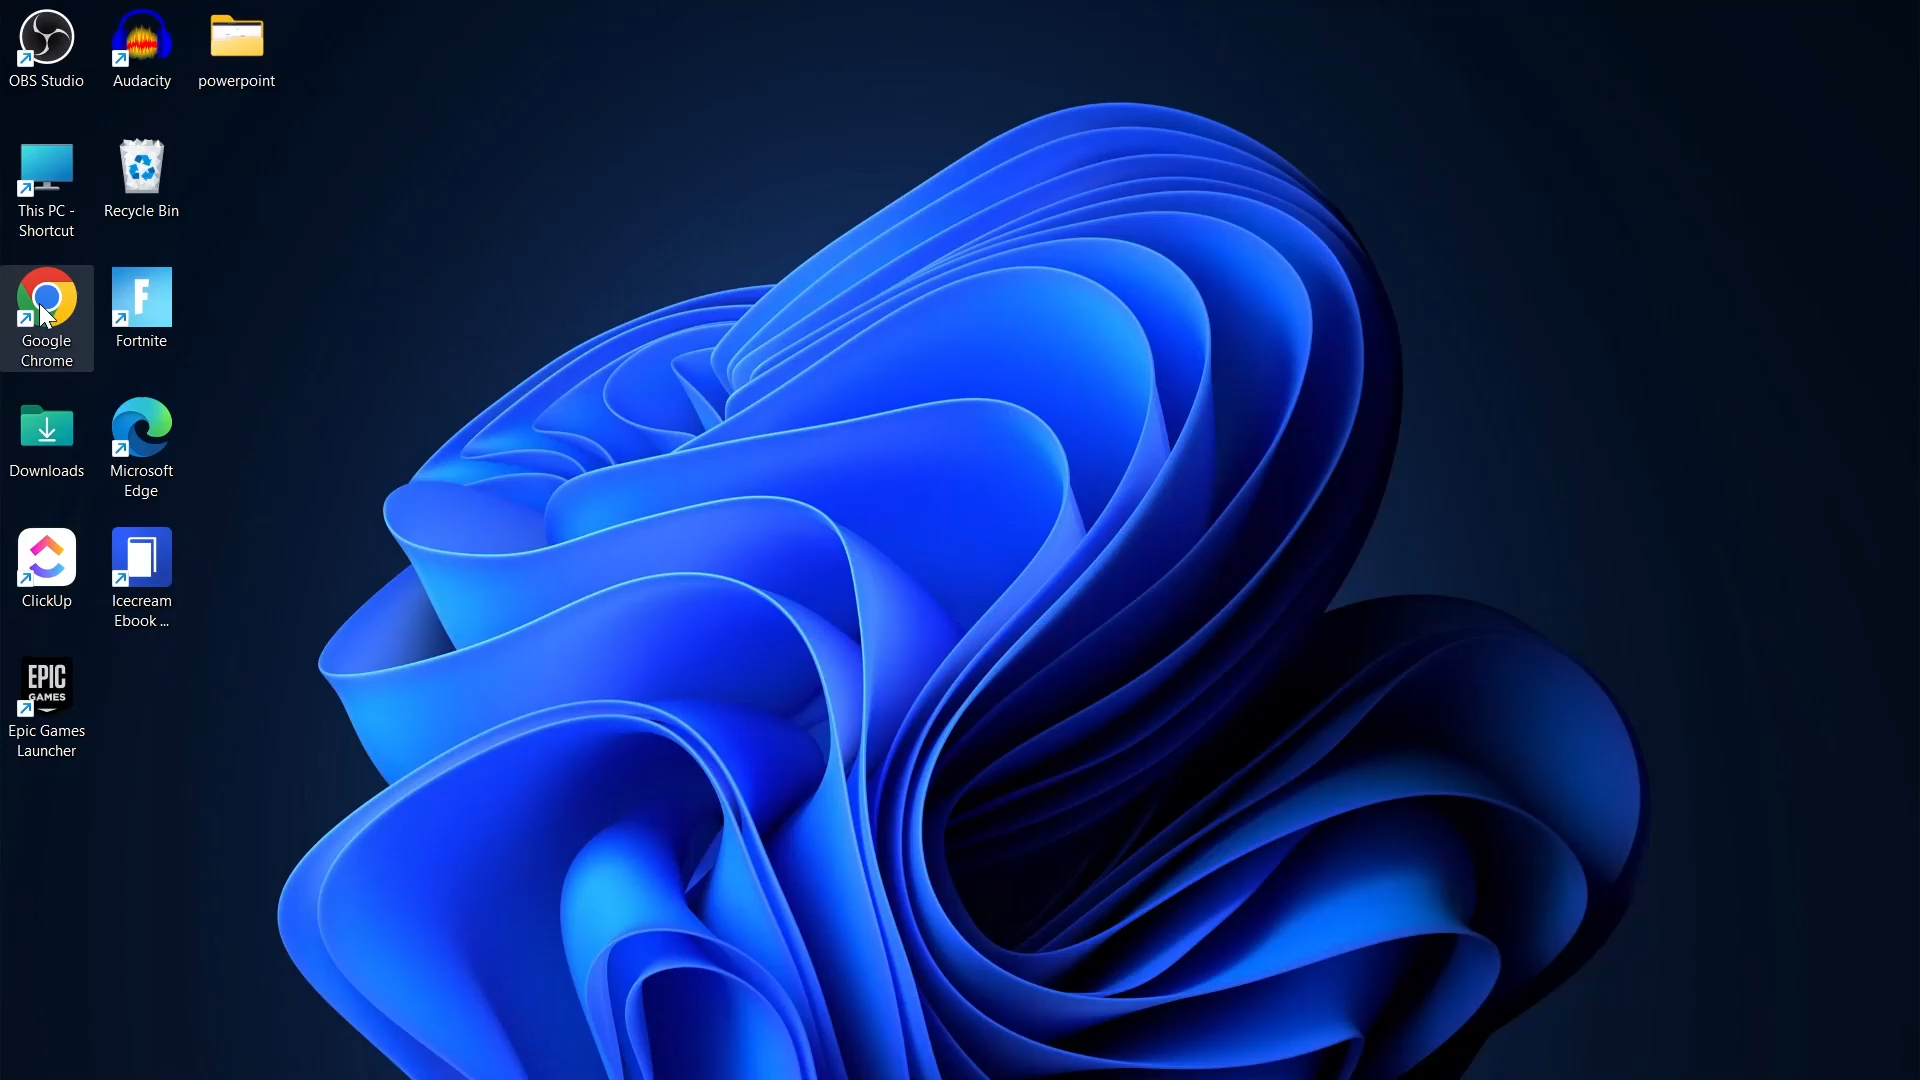 OBS Studio
Audacity
powerpoint
This PC -
Shortcut
Recycle Bin
Google
Chrome
F
Fortnite
Downloads
Microsoft
Edge
ClickUp
Icecream
Ebook ...
EPIC
GAMES
Epic Games
Launcher